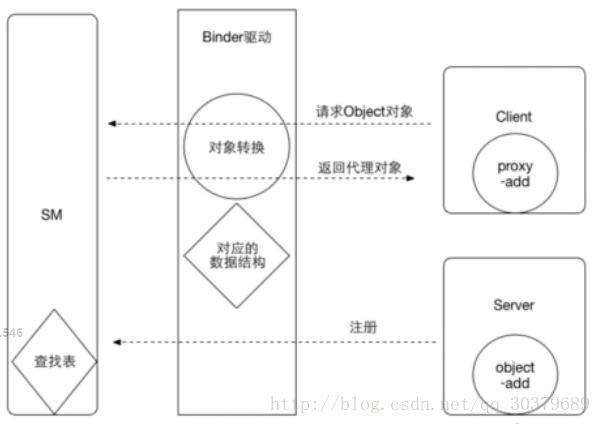 Binder驱动
请求Object对象
Client
对象转换
proxy
-add
返回代理对象
SM
对应的
数据结构
Server
注册
1546
查找表
object
-add
http://blog.csdn.net/qq_30379689